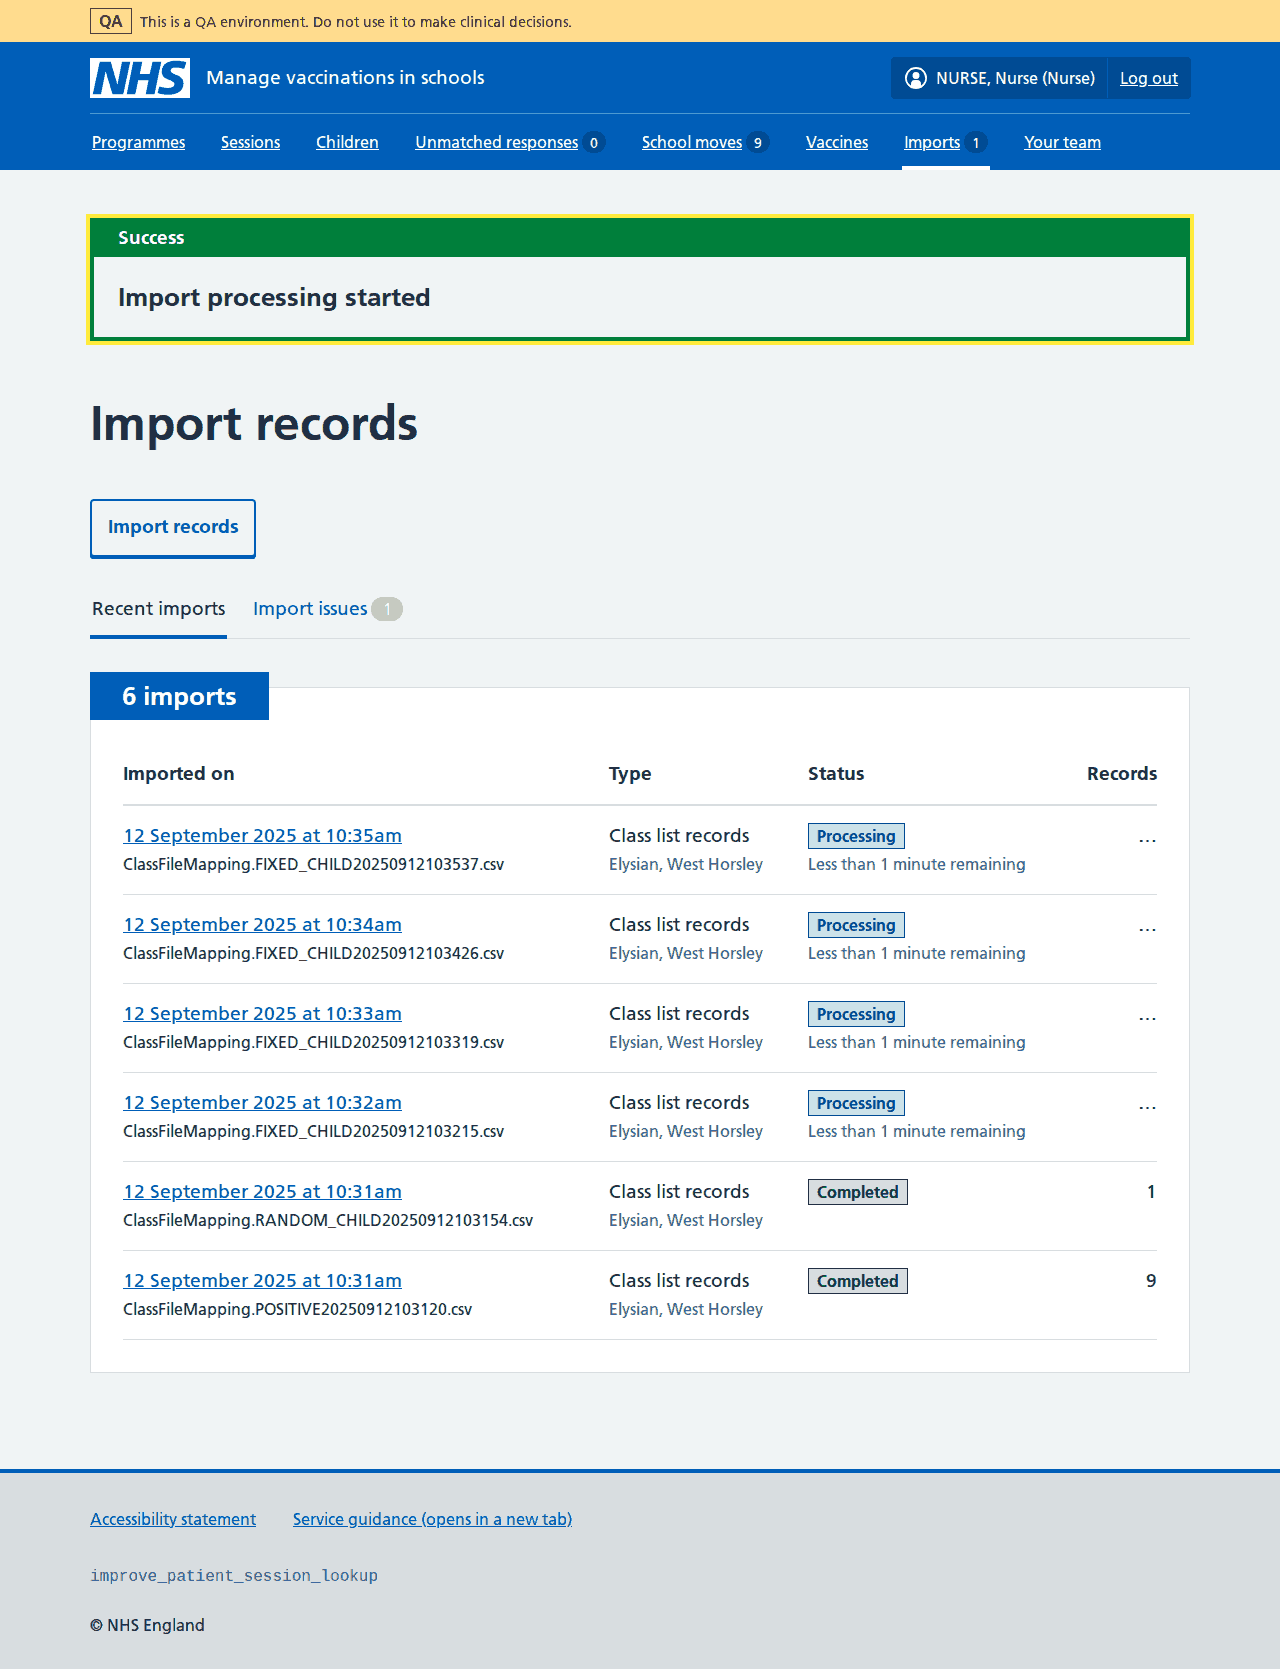 QA This is a QA environment. Do not use it to make clinical decisions.
NHS Manage vaccinations in schools NURSE, Nurse (Nurse) Log out
Programmes Sessions Children Unmatched responses 0 School moves 9 Vaccines Imports 1 Your team
Success
Import processing started
Import records
Import records
Recent imports Import issues 1
6 imports
Imported on Type Status Records
12 September 2025 at 10:35am Class list records Processing ...
ClassFileMapping.FIXED_CHILD20250912103537.csv Elysian, West Horsley Less than 1 minute remaining
12 September 2025 at 10:34am Class list records Processing ...
ClassFileMapping.FIXED_CHILD20250912103426.csv Elysian, West Horsley Less than 1 minute remaining
12 September 2025 at 10:33am Class list records Processing ...
ClassFileMapping.FIXED_CHILD20250912103319.csv Elysian, West Horsley Less than 1 minute remaining
12 September 2025 at 10:32am Class list records Processing ...
ClassFileMapping.FIXED_CHILD20250912103215.csv Elysian, West Horsley Less than 1 minute remaining
12 September 2025 at 10:31am Class list records Completed 1
ClassFileMapping.RANDOM_CHILD20250912103154.csv Elysian, West Horsley
12 September 2025 at 10:31am Class list records Completed 9
ClassFileMapping.POSITIVE20250912103120.csv Elysian, West Horsley
Accessibility statement Service guidance (opens in a new tab)
improve_patient_session_lookup
© NHS England